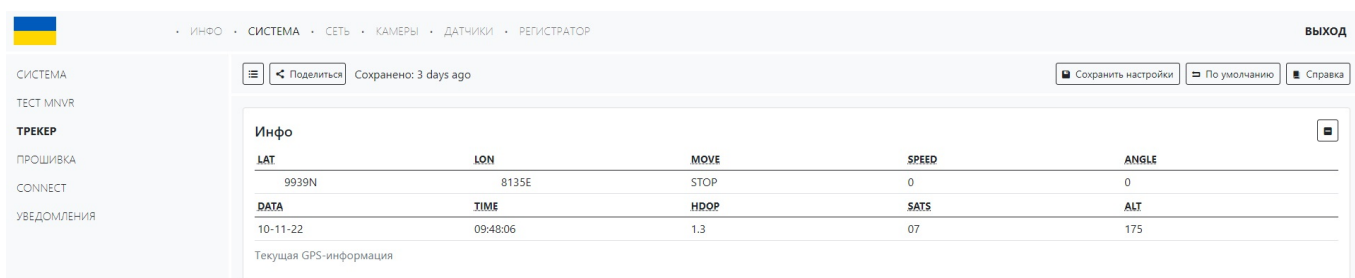 • ИНФО • СИСТЕМА • СЕТЬ • КАМЕРЫ • ДАТЧИКИ • РЕГИСТРАТОР ВЫХОД
СИСТЕМА
ТЕСТ MNVR
ТРЕКЕР
ПРОШИВКА
CONNECT
УВЕДОМЛЕНИЯ
Поделиться Сохранено: 3 days ago Сохранить настройки По умолчанию Справка
Инфо
LAT LON MOVE SPEED ANGLE
9939N 8135E STOP 0 0
DATA TIME HDOP SATS ALT
10-11-22 09:48:06 1.3 07 175
Текущая GPS-информация